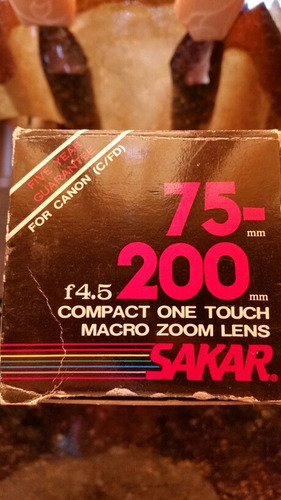 FIVE YEAR
GUARANTEE
FOR CANON (C/FD)
75-
mm
f4.5 200 mm
COMPACT ONE TOUCH
MACRO ZOOM LENS
SAKAR®